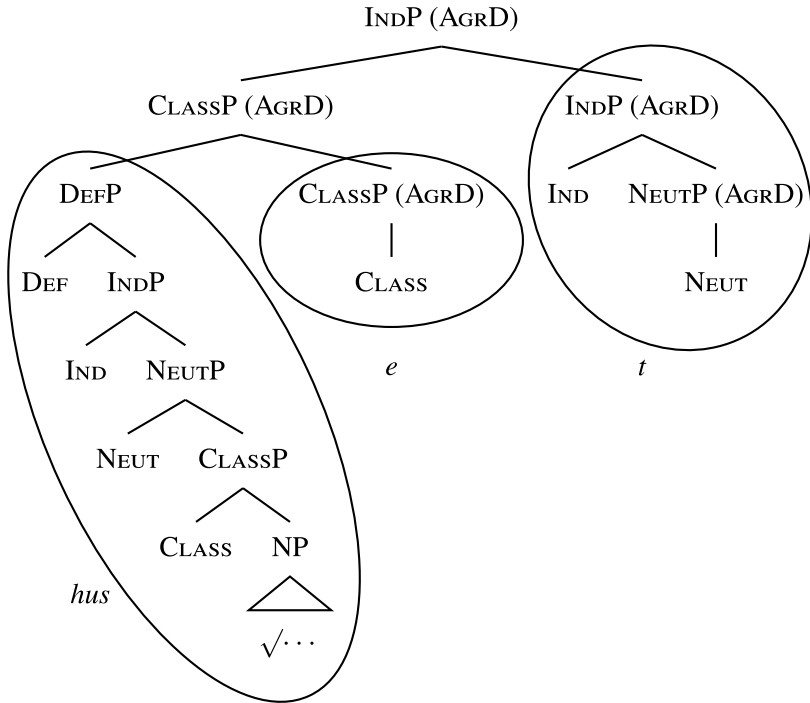 INDP (AGRD)
CLASSP (AGRD) INDP (AGRD)
DEFP CLASSP (AGRD) IND NEUTP (AGRD)
DEF INDP CLASS NEUT
IND NEUTP e t
NEUT CLASSP
CLASS NP
hus
√···